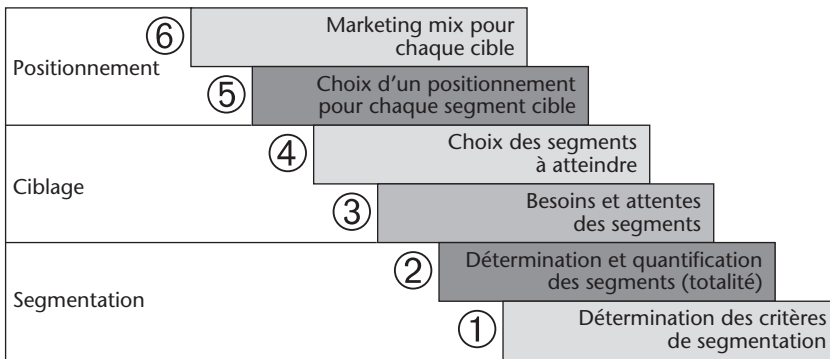 Positionnement
⑥
Marketing mix pour
chaque cible
⑤
Choix d'un positionnement
pour chaque segment cible
Ciblage
④
Choix des segments
à atteindre
③
Besoins et attentes
des segments
Segmentation
②
Détermination et quantification
des segments (totalité)
①
Détermination des critères
de segmentation